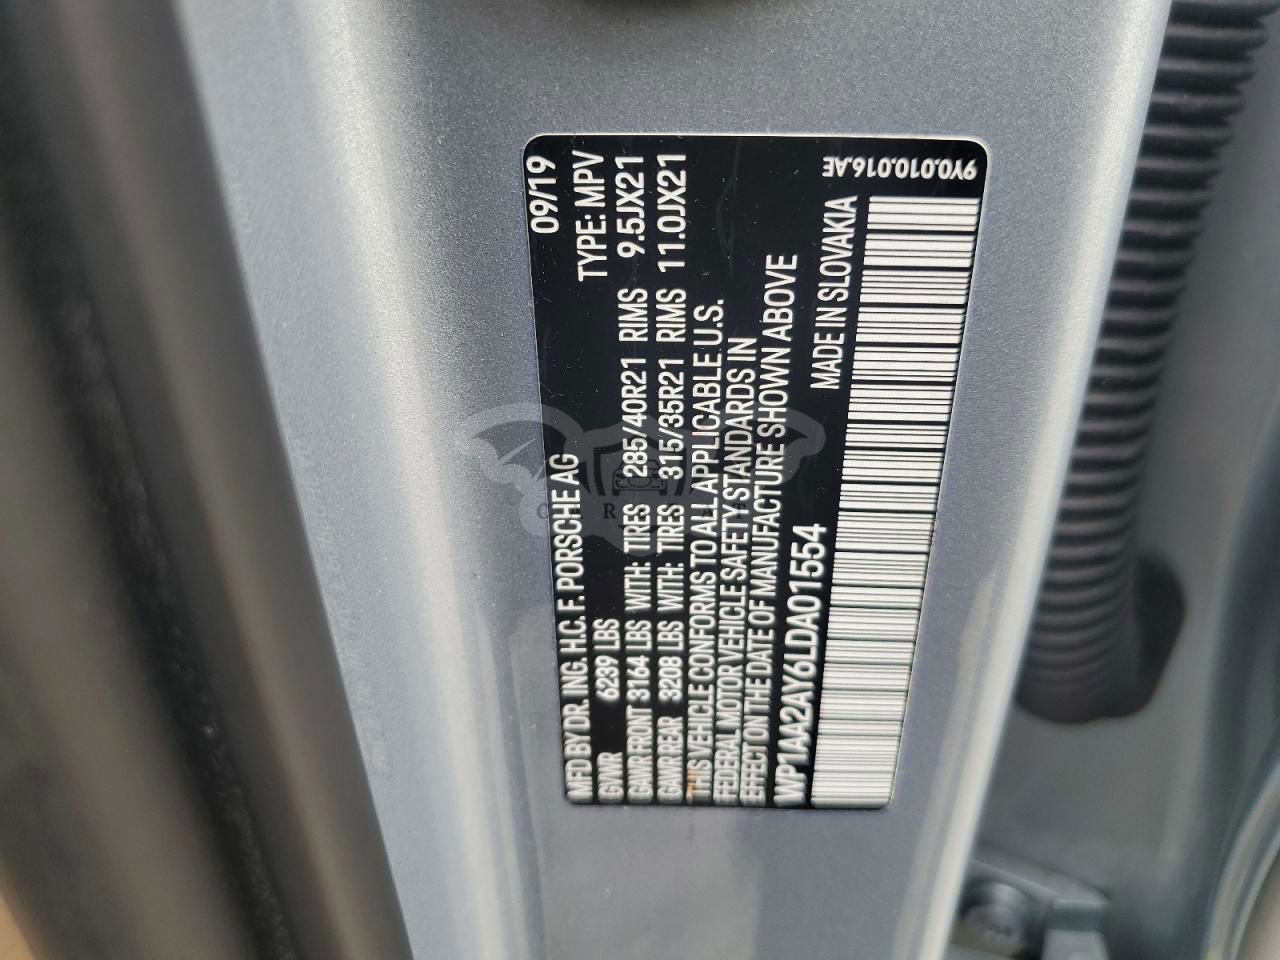 MFD BY DR. ING. H.C. F. PORSCHE AG 09/19
GVWR 6239 LBS TYPE: MPV
GAWR FRONT 3164 LBS WITH: TIRES 285/40R21 RIMS 9.5JX21
GAWR REAR 3208 LBS WITH: TIRES 315/35R21 RIMS 11.0JX21
THIS VEHICLE CONFORMS TO ALL APPLICABLE U.S.
FEDERAL MOTOR VEHICLE SAFETY STANDARDS IN
EFFECT ON THE DATE OF MANUFACTURE SHOWN ABOVE
WP1AA2AY6LDA01554 MADE IN SLOVAKIA
9Y0.010.016.AE